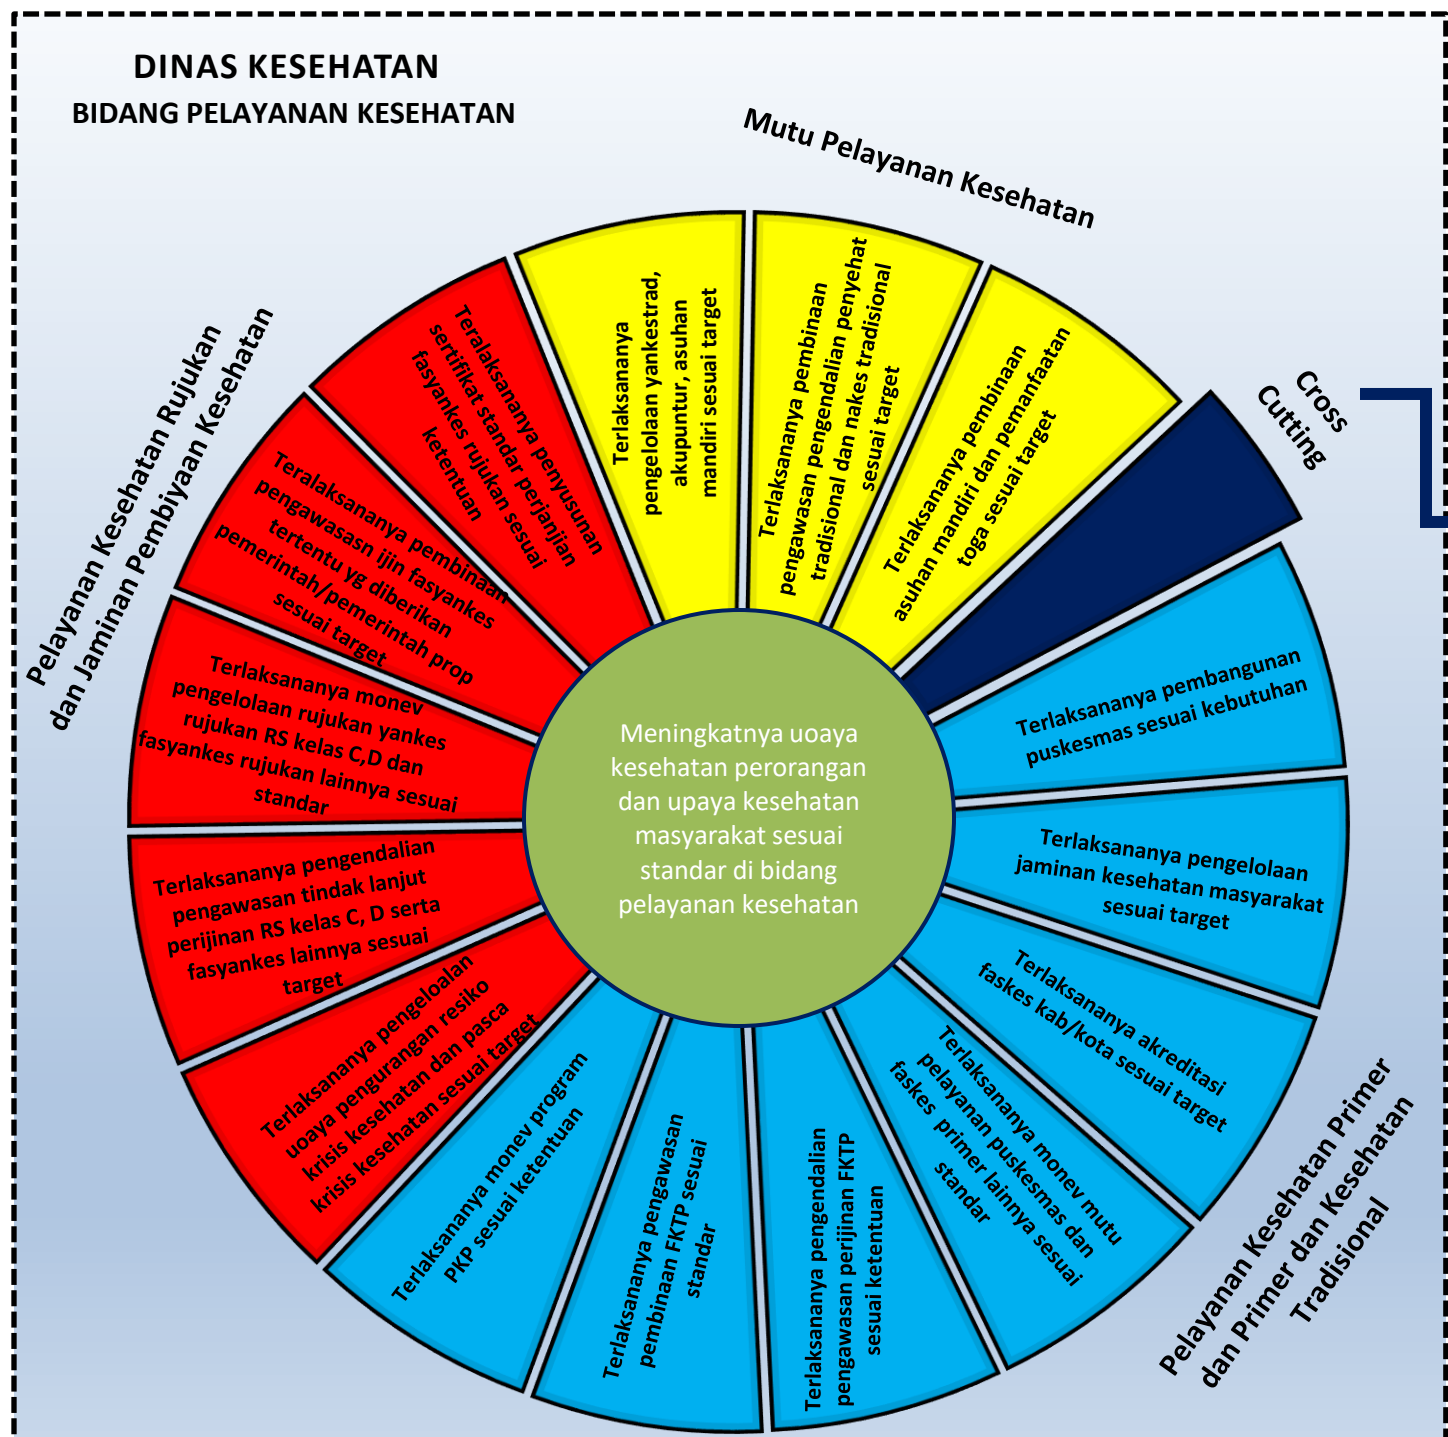 DINAS KESEHATAN
BIDANG PELAYANAN KESEHATAN
Mutu Pelayanan Kesehatan
Terlaksananya
pengelolaan yankestrad,
akupuntur, asuhan
mandiri sesuai target
Terlaksananya pembinaan
pengawasan pengendalian penyehat
tradisional dan nakes tradisional
sesuai target
Terlaksananya pembinaan
asuhan mandiri dan pemanfaatan
toga sesuai target
Cross
Cutting
Terlaksananya pembangunan
puskesmas sesuai kebutuhan
Terlaksananya pengelolaan
jaminan kesehatan masyarakat
sesuai target
Terlaksananya akreditasi
faskes kab/kota sesuai target
Terlaksananya monev mutu
pelayanan puskesmas dan
faskes primer lainnya sesuai
standar
Terlaksananya pengendalian
pengawasan perijinan FKTP
sesuai ketentuan
Terlaksananya pengawasan
pembinaan FKTP sesuai
standar
Terlaksananya monev program
PKP sesuai ketentuan
Pelayanan Kesehatan Primer
dan Primer dan Kesehatan
Tradisional
Terlaksananya pengeloalan
uoaya pengurangan resiko
krisis kesehatan dan pasca
krisis kesehatan sesuai target
Terlaksananya pengendalian
pengawasan tindak lanjut
perijinan RS kelas C, D serta
fasyankes lainnya sesuai
target
Terlaksananya monev
pengelolaan rujukan yankes
rujukan RS kelas C,D dan
fasyankes rujukan lainnya sesuai
standar
Teralaksananya pembinaan
pengawasasn ijin fasyankes
tertentu yg diberikan
pemerintah/pemerintah prop
sesuai target
Teralaksananya penyusunan
sertifikat standar perjanjian
fasyankes rujukan sesuai
ketentuan
Pelayanan Kesehatan Rujukan
dan Jaminan Pembiyaan Kesehatan
Meningkatnya uoaya
kesehatan perorangan
dan upaya kesehatan
masyarakat sesuai
standar di bidang
pelayanan kesehatan